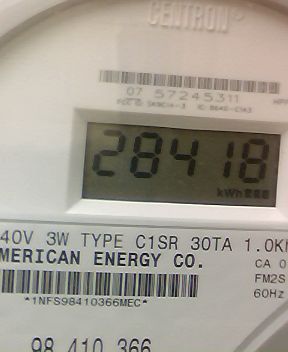 CENTRON®
07 57245311
28418
kWh
40V 3W TYPE C1SR 30TA 1.0K
MERICAN ENERGY CO.
CA 0
FM2S
60Hz
*1NFS98410366MEC*
98 410 366